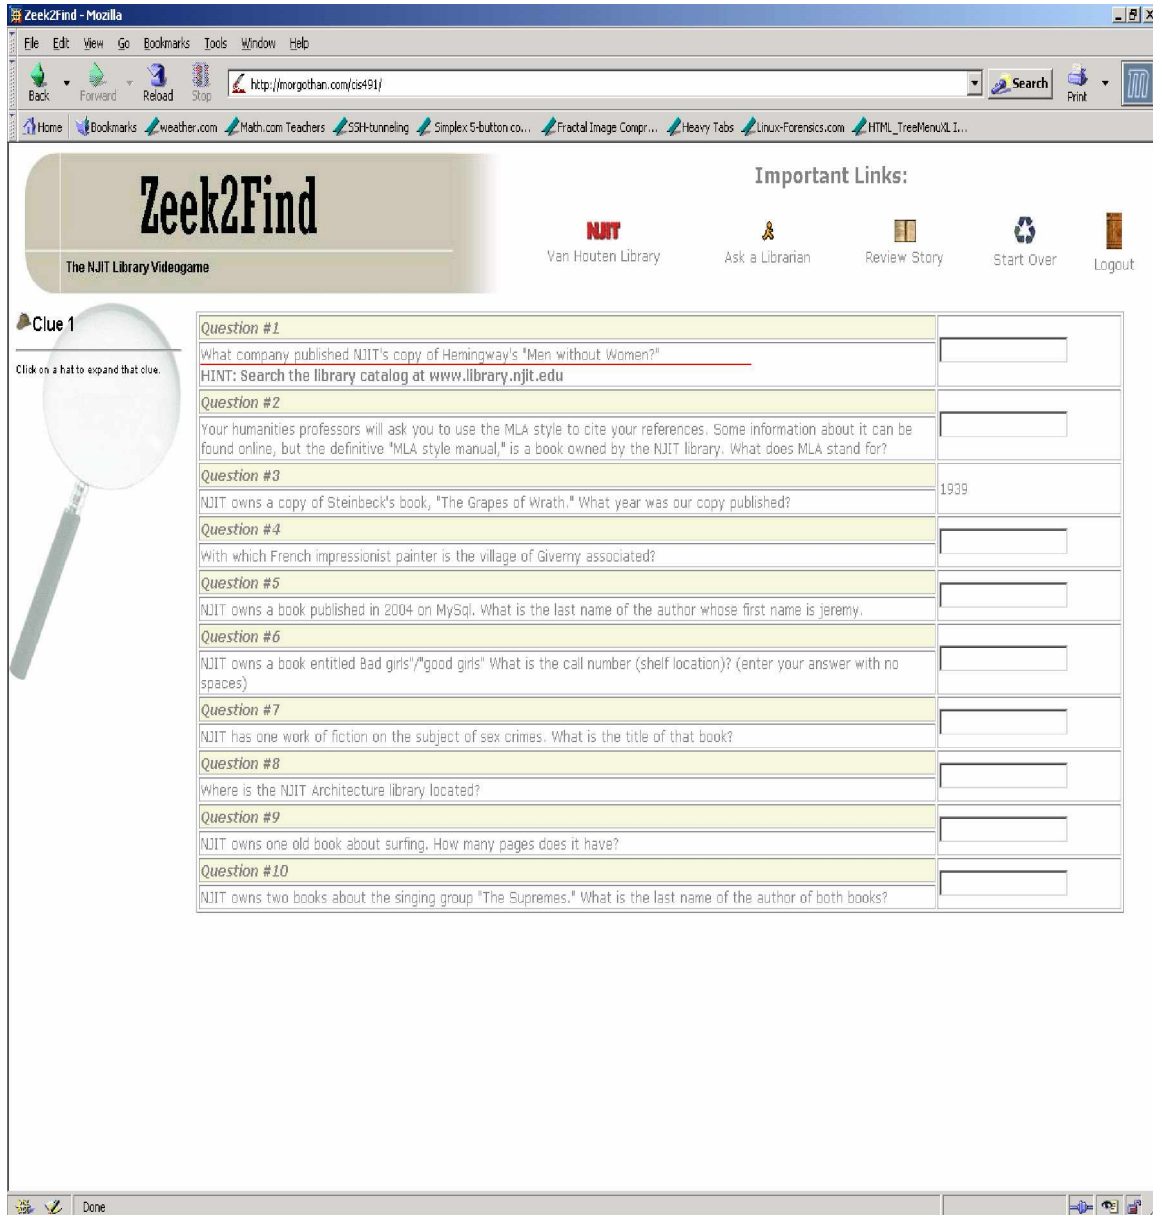 Zeek2Find - Mozilla
File Edit View Go Bookmarks Tools Window Help
Back Forward Reload Stop http://morgothan.com/cis491/ Search Print
Home Bookmarks weather.com Math.com Teachers SSH-tunneling Simplex 5-button co... Fractal Image Compr... Heavy Tabs Linux-Forensics.com HTML_TreeMenuXL I...
Zeek2Find
The NJIT Library Videogame
Important Links:
NJIT
Van Houten Library Ask a Librarian Review Story Start Over Logout
Clue 1
Click on a hat to expand that clue.
Question #1
What company published NJIT's copy of Hemingway's "Men without Women?"
HINT: Search the library catalog at www.library.njit.edu
Question #2
Your humanities professors will ask you to use the MLA style to cite your references. Some information about it can be
found online, but the definitive "MLA style manual," is a book owned by the NJIT library. What does MLA stand for?
Question #3
NJIT owns a copy of Steinbeck's book, "The Grapes of Wrath." What year was our copy published?
1939
Question #4
With which French impressionist painter is the village of Giverny associated?
Question #5
NJIT owns a book published in 2004 on MySql. What is the last name of the author whose first name is jeremy.
Question #6
NJIT owns a book entitled Bad girls"/"good girls" What is the call number (shelf location)? (enter your answer with no
spaces)
Question #7
NJIT has one work of fiction on the subject of sex crimes. What is the title of that book?
Question #8
Where is the NJIT Architecture library located?
Question #9
NJIT owns one old book about surfing. How many pages does it have?
Question #10
NJIT owns two books about the singing group "The Supremes." What is the last name of the author of both books?
Done